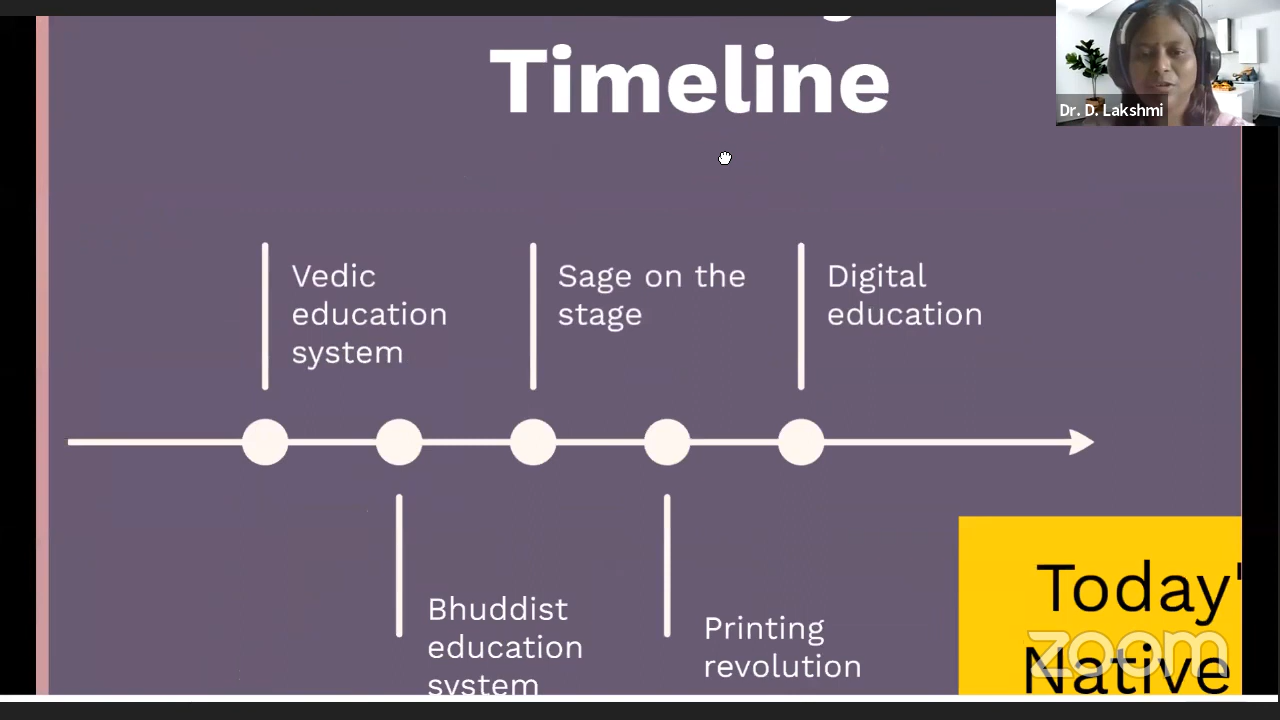 Timeline
Dr. D. Lakshmi
Vedic
education
system
Sage on the
stage
Digital
education
Bhuddist
education
system
Printing
revolution
Today'
Native
zoom